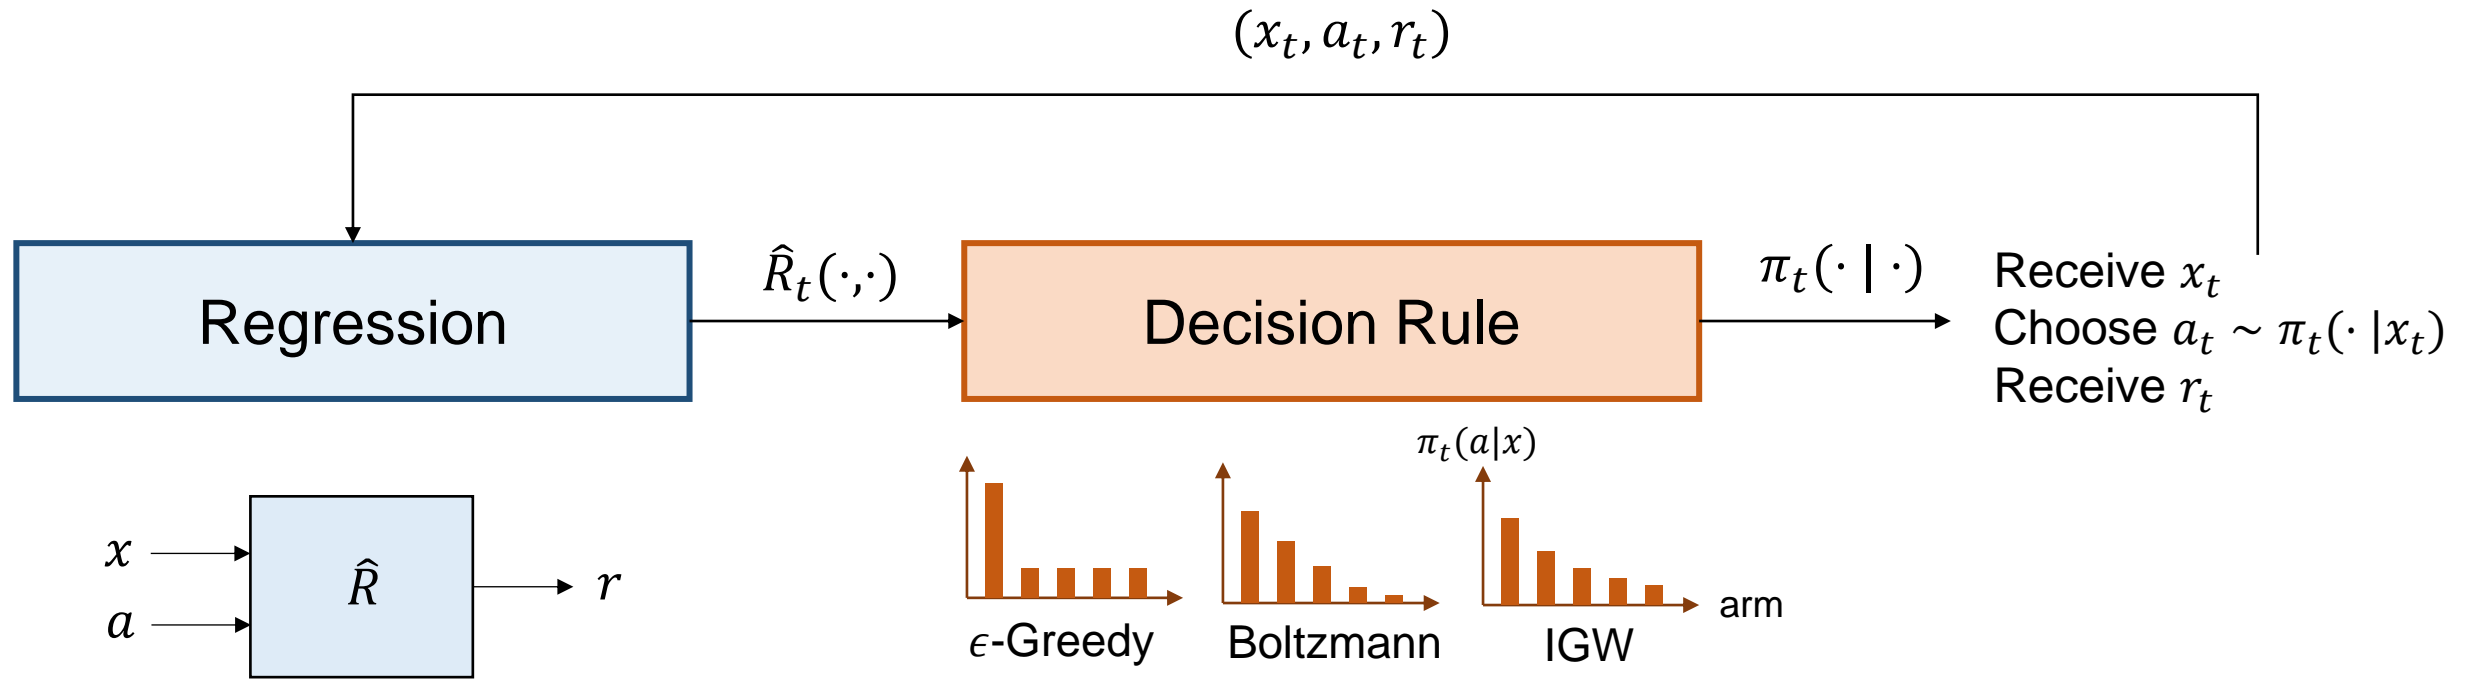 (x_t, a_t, r_t)
Regression
R̂_t(·,·)
Decision Rule
π_t(· | ·)
Receive x_t
Choose a_t ~ π_t(· |x_t)
Receive r_t
x
a
R̂
r
π_t(a|x)
arm
ϵ-Greedy
Boltzmann
IGW